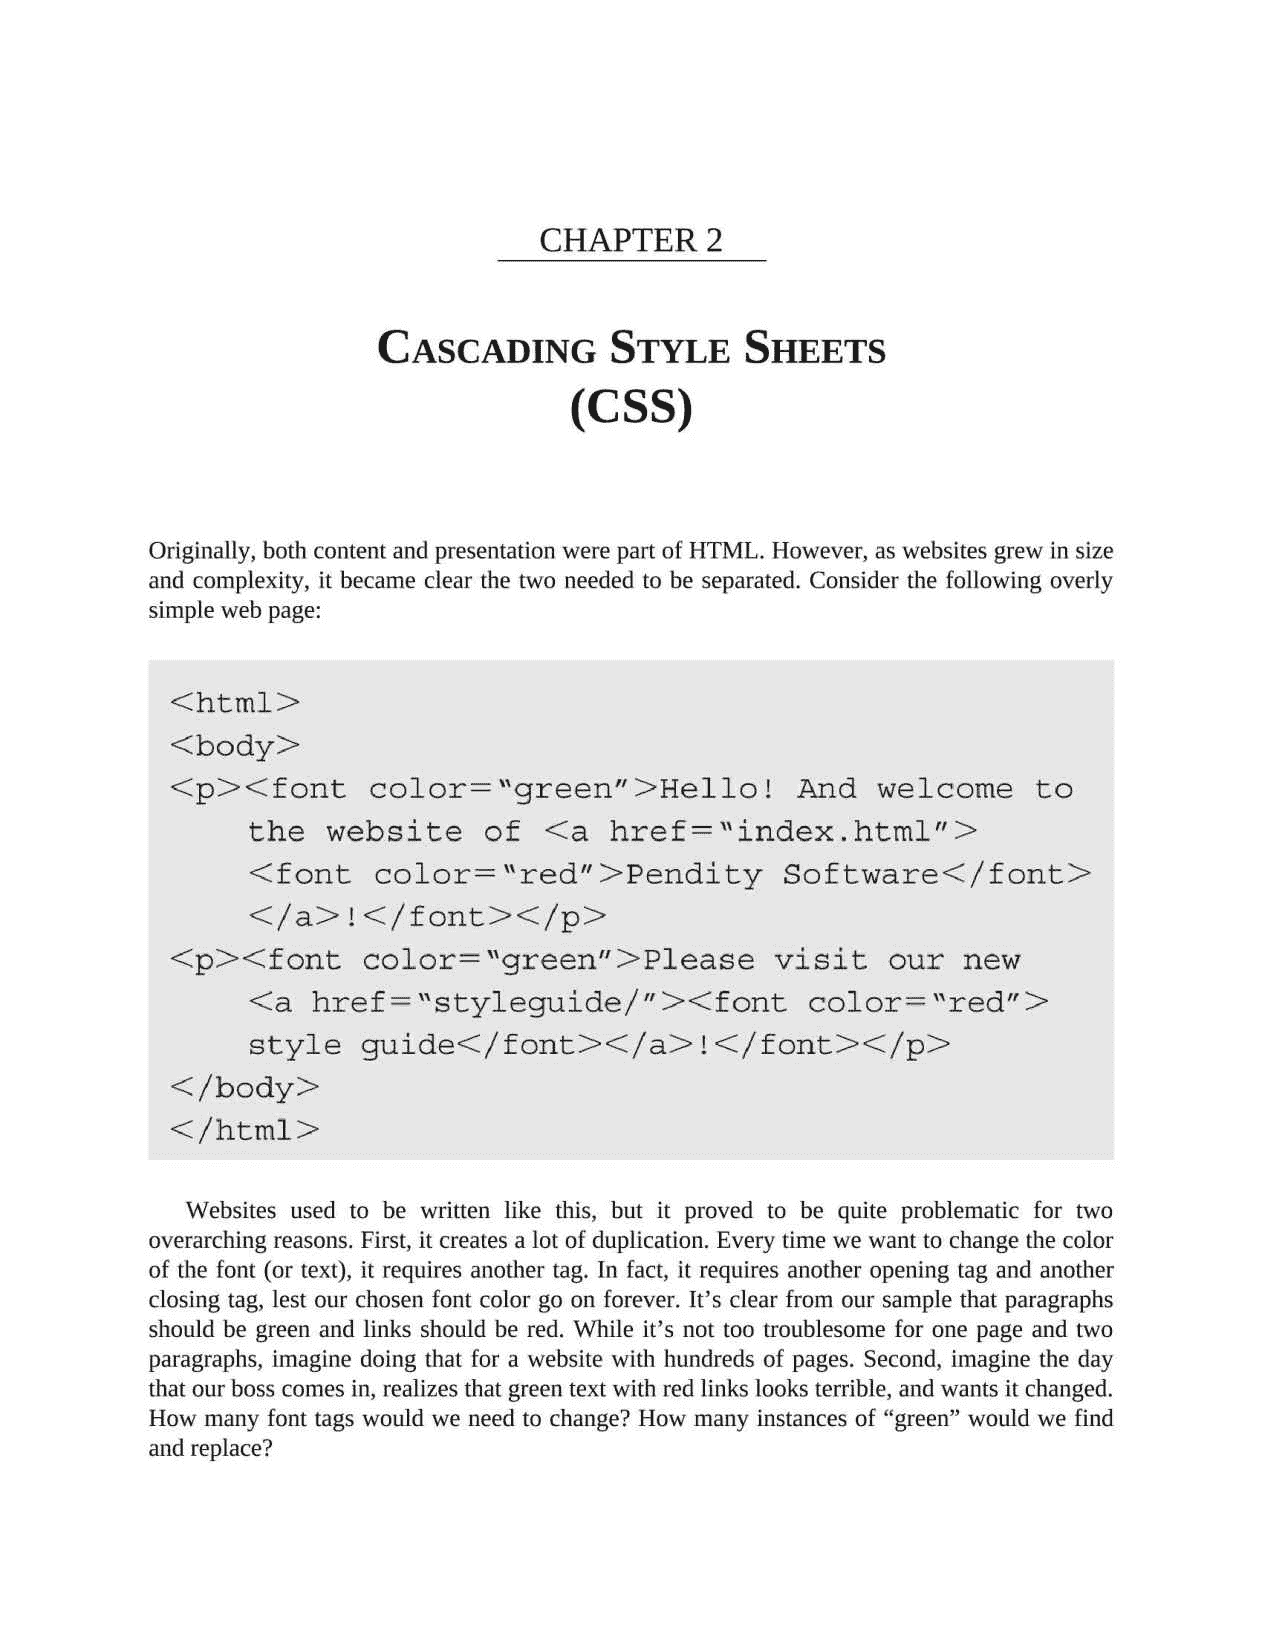 CHAPTER 2
CASCADING STYLE SHEETS
(CSS)
Originally, both content and presentation were part of HTML. However, as websites grew in size
and complexity, it became clear the two needed to be separated. Consider the following overly
simple web page:
<html>
<body>
<p><font color=“green”>Hello! And welcome to
the website of <a href=“index.html”>
<font color=“red”>Pendity Software</font>
</a>!</font></p>
<p><font color=“green”>Please visit our new
<a href=“styleguide/”><font color=“red”>
style guide</font></a>!</font></p>
</body>
</html>
Websites used to be written like this, but it proved to be quite problematic for two
overarching reasons. First, it creates a lot of duplication. Every time we want to change the color
of the font (or text), it requires another tag. In fact, it requires another opening tag and another
closing tag, lest our chosen font color go on forever. It’s clear from our sample that paragraphs
should be green and links should be red. While it’s not too troublesome for one page and two
paragraphs, imagine doing that for a website with hundreds of pages. Second, imagine the day
that our boss comes in, realizes that green text with red links looks terrible, and wants it changed.
How many font tags would we need to change? How many instances of “green” would we find
and replace?